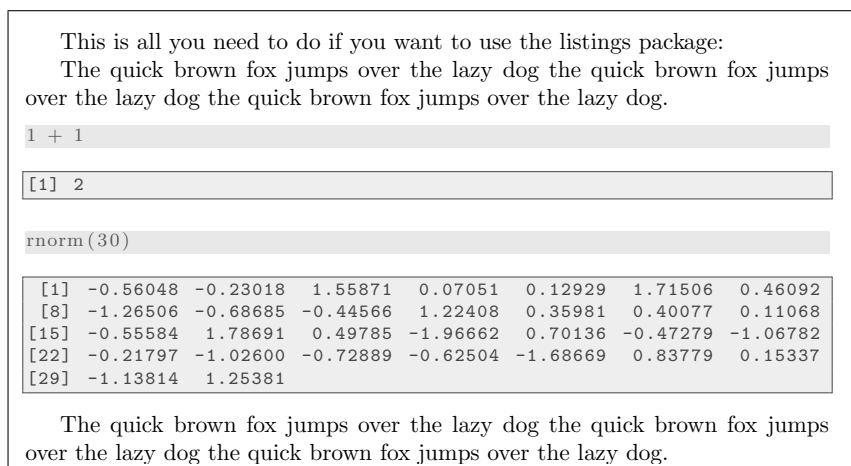 This is all you need to do if you want to use the listings package:
The quick brown fox jumps over the lazy dog the quick brown fox jumps
over the lazy dog the quick brown fox jumps over the lazy dog.
1 + 1
[1] 2
rnorm(30)
[1] -0.56048 -0.23018 1.55871 0.07051 0.12929 1.71506 0.46092
[8] -1.26506 -0.68685 -0.44566 1.22408 0.35981 0.40077 0.11068
[15] -0.55584 1.78691 0.49785 -1.96662 0.70136 -0.47279 -1.06782
[22] -0.21797 -1.02600 -0.72889 -0.62504 -1.68669 0.83779 0.15337
[29] -1.13814 1.25381
The quick brown fox jumps over the lazy dog the quick brown fox jumps
over the lazy dog the quick brown fox jumps over the lazy dog.